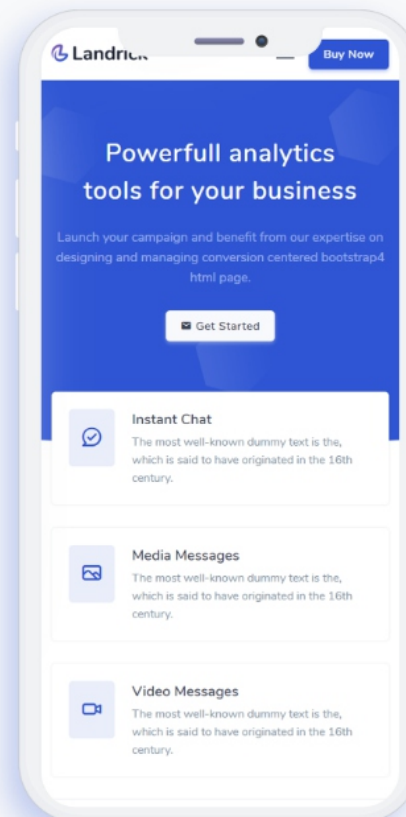 Landrick
Buy Now
Powerfull analytics
tools for your business
Launch your campaign and benefit from our expertise on
designing and managing conversion centered bootstrap4
html page.
Get Started
Instant Chat
The most well-known dummy text is the,
which is said to have originated in the 16th
century.
Media Messages
The most well-known dummy text is the,
which is said to have originated in the 16th
century.
Video Messages
The most well-known dummy text is the,
which is said to have originated in the 16th
century.